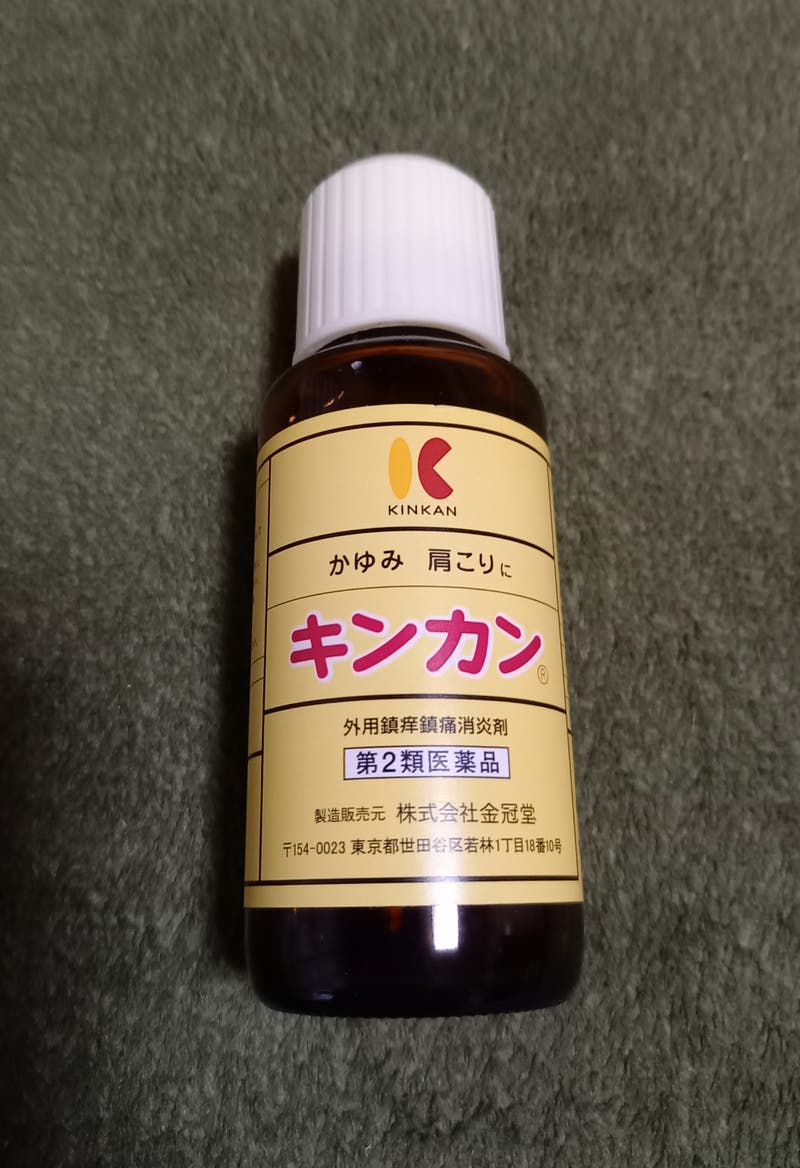 KINKAN
かゆみ 肩こりに
キンカン®
外用鎮痒鎮痛消炎剤
第2類医薬品
製造販売元 株式会社金冠堂
〒154-0023 東京都世田谷区若林1丁目18番10号